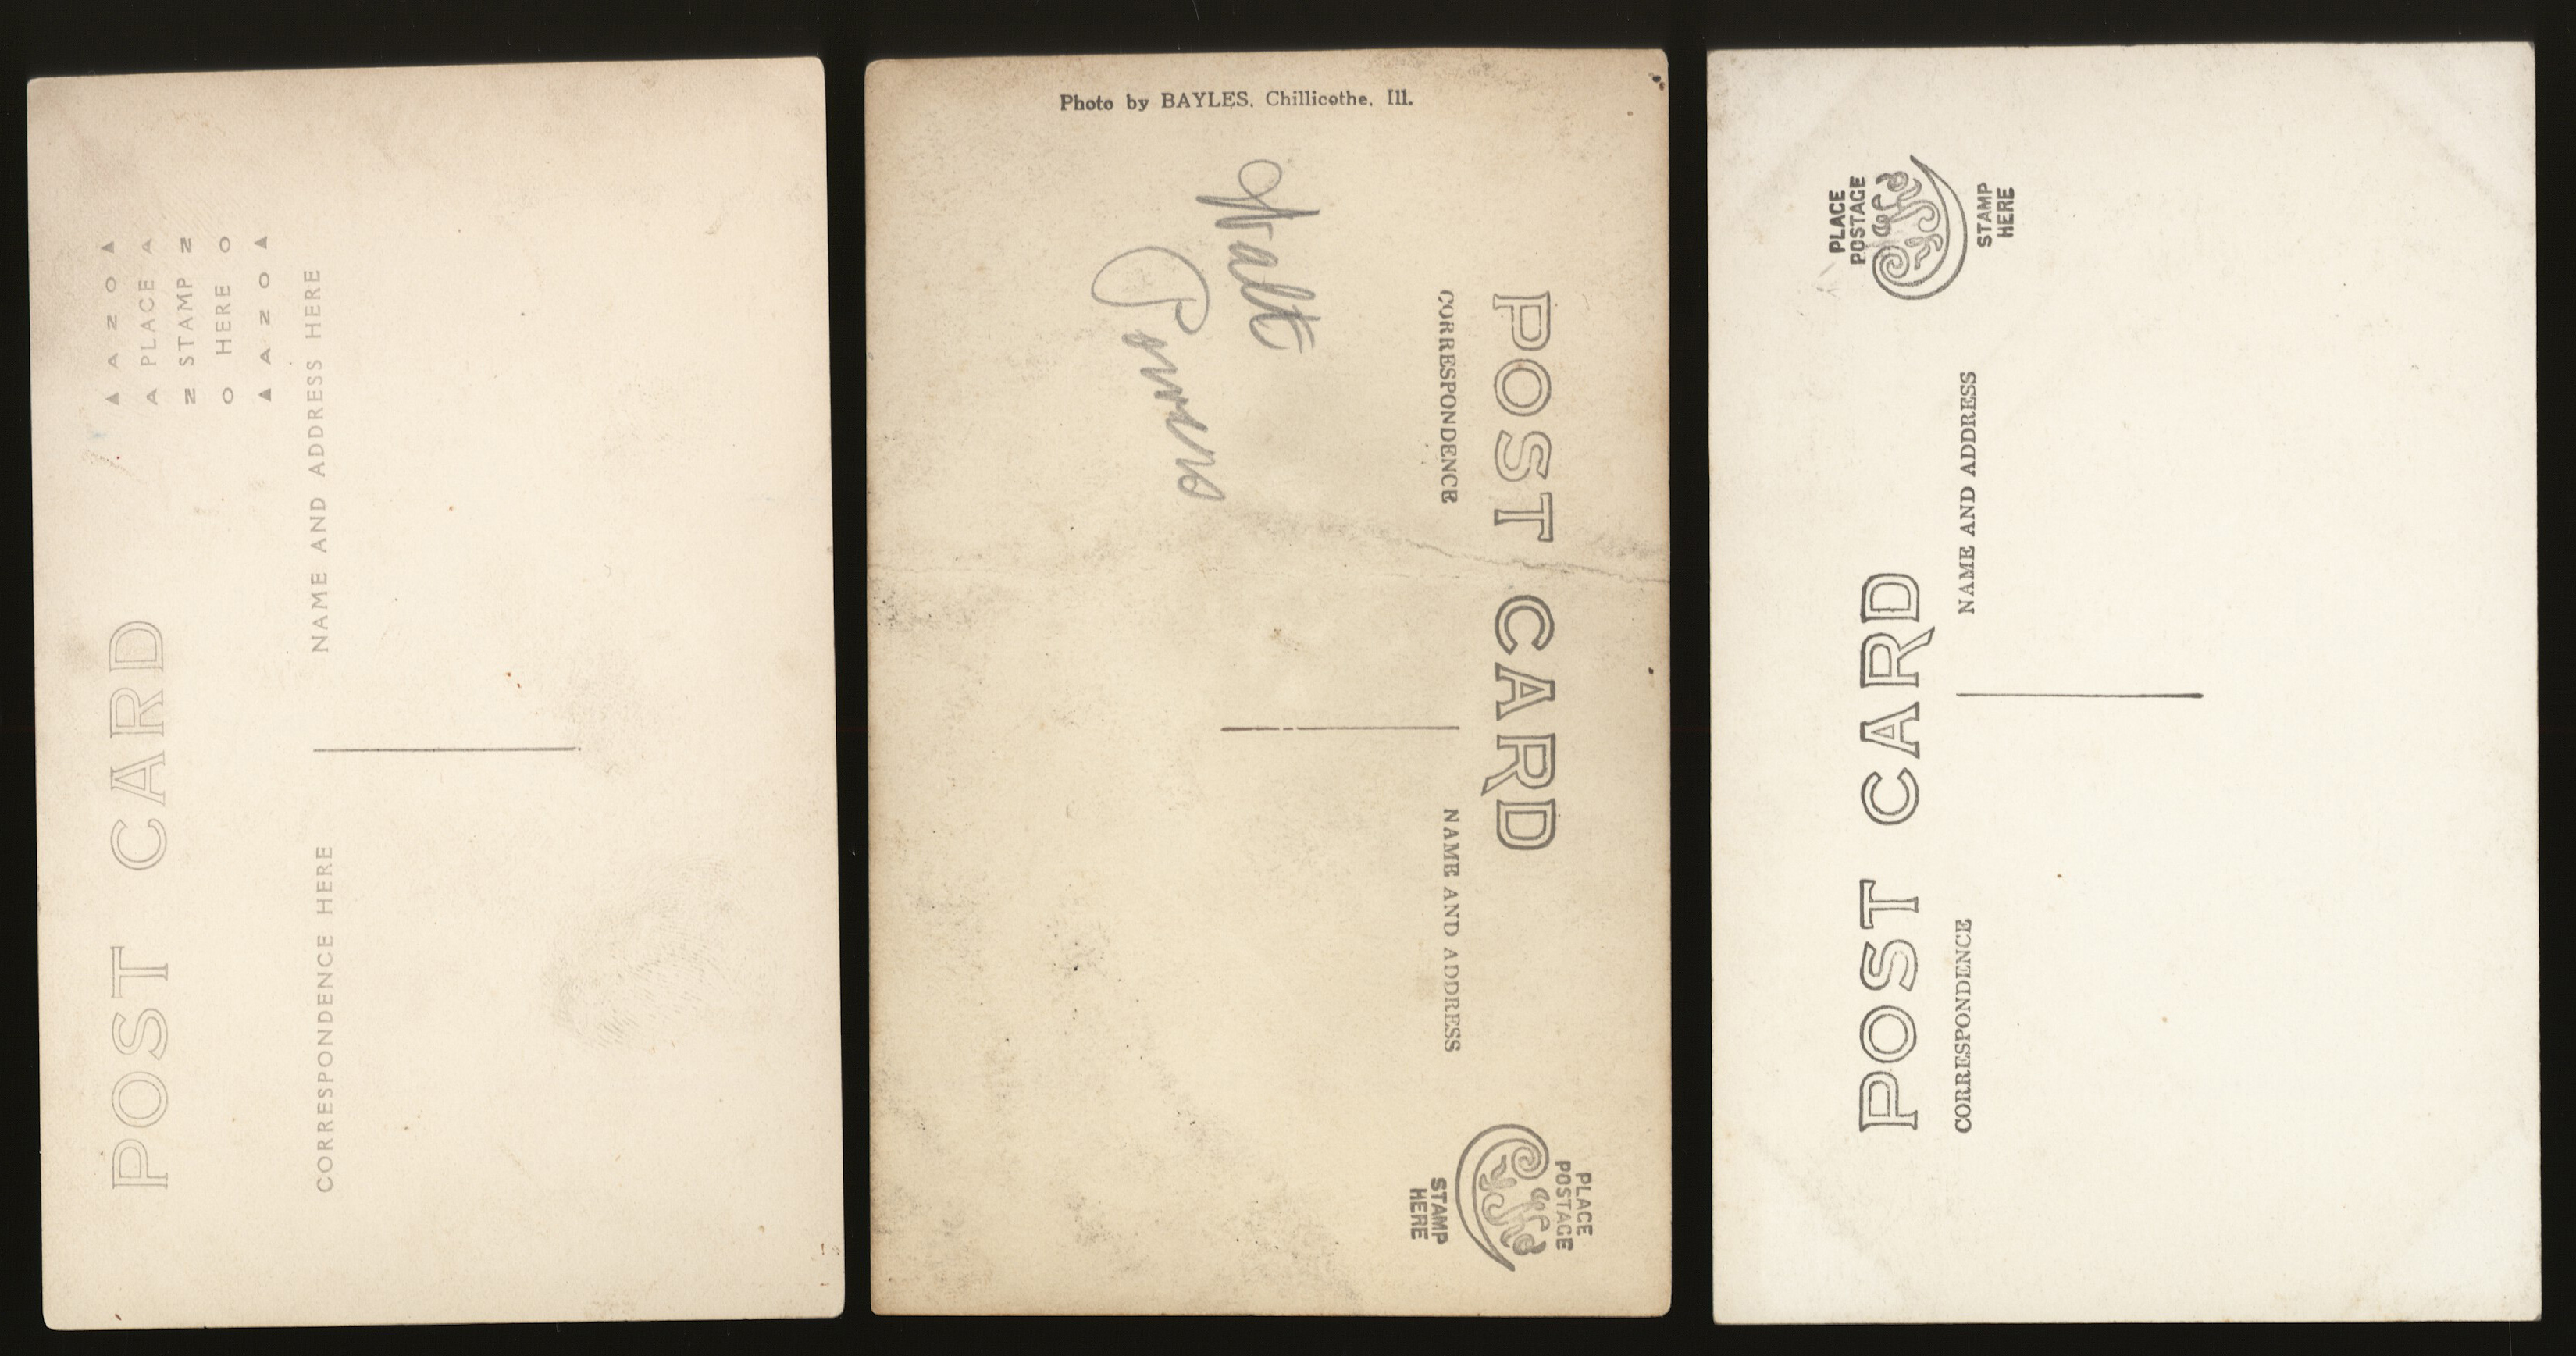 POST CARD
▲ A Z O ▲
A PLACE A
Z STAMP Z
O HERE O
▲ A Z O ▲
CORRESPONDENCE HERE
NAME AND ADDRESS HERE
Photo by BAYLES, Chillicothe, Ill.
POST CARD
PLACE
POSTAGE
STAMP
HERE
CORRESPONDENCE
NAME AND ADDRESS
Walt
POST CARD
PLACE
POSTAGE
STAMP
HERE
CORRESPONDENCE
NAME AND ADDRESS